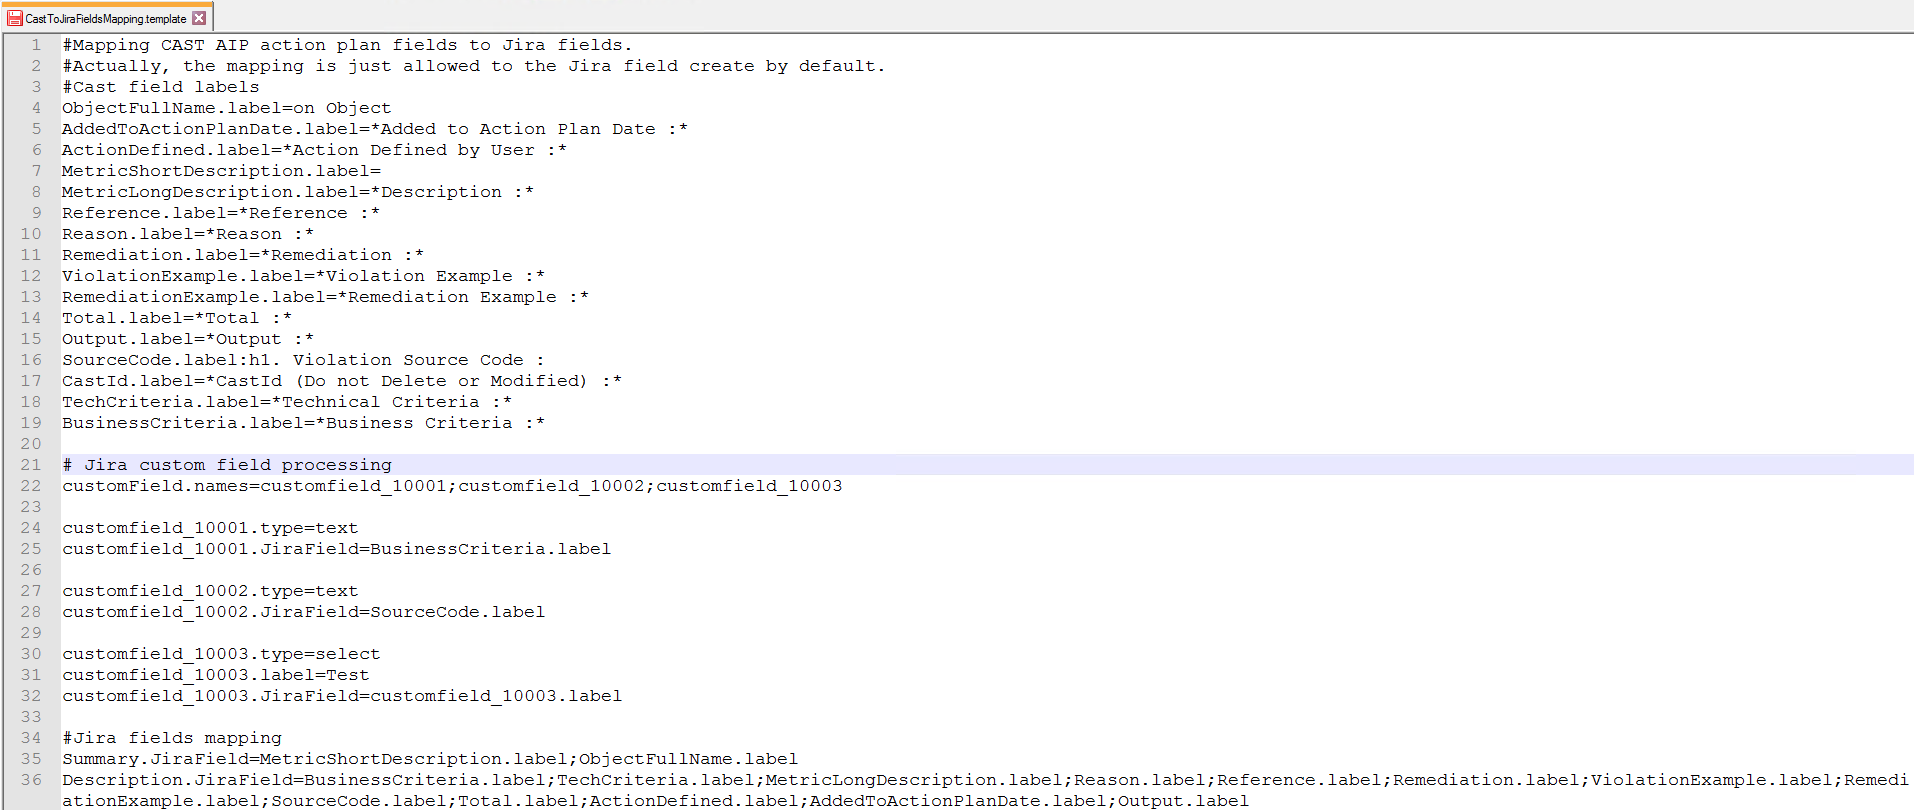 CastToJiraFieldsMapping.template
1 #Mapping CAST AIP action plan fields to Jira fields.
2 #Actually, the mapping is just allowed to the Jira field create by default.
3 #Cast field labels
4 ObjectFullName.label=on Object
5 AddedToActionPlanDate.label=*Added to Action Plan Date :*
6 ActionDefined.label=*Action Defined by User :*
7 MetricShortDescription.label=
8 MetricLongDescription.label=*Description :*
9 Reference.label=*Reference :*
10 Reason.label=*Reason :*
11 Remediation.label=*Remediation :*
12 ViolationExample.label=*Violation Example :*
13 RemediationExample.label=*Remediation Example :*
14 Total.label=*Total :*
15 Output.label=*Output :*
16 SourceCode.label:h1. Violation Source Code :
17 CastId.label=*CastId (Do not Delete or Modified) :*
18 TechCriteria.label=*Technical Criteria :*
19 BusinessCriteria.label=*Business Criteria :*
20
21 # Jira custom field processing
22 customField.names=customfield_10001;customfield_10002;customfield_10003
23
24 customfield_10001.type=text
25 customfield_10001.JiraField=BusinessCriteria.label
26
27 customfield_10002.type=text
28 customfield_10002.JiraField=SourceCode.label
29
30 customfield_10003.type=select
31 customfield_10003.label=Test
32 customfield_10003.JiraField=customfield_10003.label
33
34 #Jira fields mapping
35 Summary.JiraField=MetricShortDescription.label;ObjectFullName.label
36 Description.JiraField=BusinessCriteria.label;TechCriteria.label;MetricLongDescription.label;Reason.label;Reference.label;Remediation.label;ViolationExample.label;Remedi
ationExample.label;SourceCode.label;Total.label;ActionDefined.label;AddedToActionPlanDate.label;Output.label